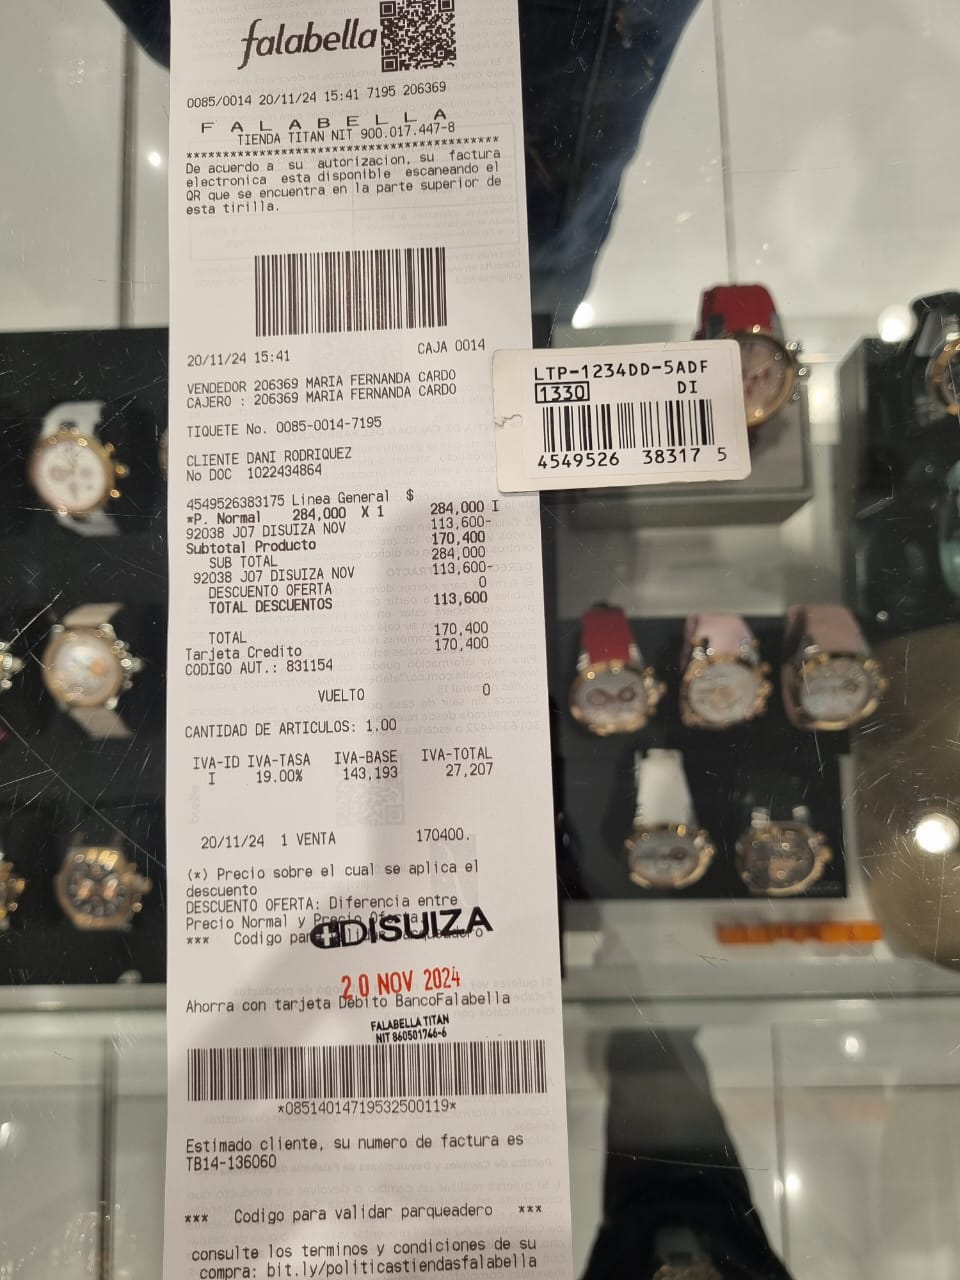 falabella
0085/0014 20/11/24 15:41 7195 206369
F A L A B E L L A
TIENDA TITAN NIT 900.017.447-8
******************************************
De acuerdo a su autorizacion, su factura
electronica esta disponible escaneando el
QR que se encuentra en la parte superior de
esta tirilla.
20/11/24 15:41 CAJA 0014
VENDEDOR 206369 MARIA FERNANDA CARDO
CAJERO : 206369 MARIA FERNANDA CARDO
TIQUETE No. 0085-0014-7195
CLIENTE DANI RODRIQUEZ
No DOC 1022434864
4549526383175 Linea General $
*P. Normal 284,000 X 1 284,000 I
92038 J07 DISUIZA NOV 113,600-
Subtotal Producto 170,400
SUB TOTAL 284,000
92038 J07 DISUIZA NOV 113,600-
DESCUENTO OFERTA 0
TOTAL DESCUENTOS 113,600
TOTAL 170,400
Tarjeta Credito 170,400
CODIGO AUT.: 831154
VUELTO 0
CANTIDAD DE ARTICULOS: 1.00
IVA-ID IVA-TASA IVA-BASE IVA-TOTAL
I 19.00% 143,193 27,207
20/11/24 1 VENTA 170400.
(*) Precio sobre el cual se aplica el
descuento
DESCUENTO OFERTA: Diferencia entre
Precio Normal y Precio Oferta
*** Codigo para
DISUIZA
20 NOV 2024
Ahorra con tarjeta Debito BancoFalabella
FALABELLA TITAN
NIT 860501746-6
*08514014719532500119*
Estimado cliente, su numero de factura es
TB14-136060
*** Codigo para validar parqueadero ***
consulte los terminos y condiciones de su
compra: bit.ly/politicastiendasfalabella
LTP-1234DD-5ADF
1330 DI
4549526 38317 5